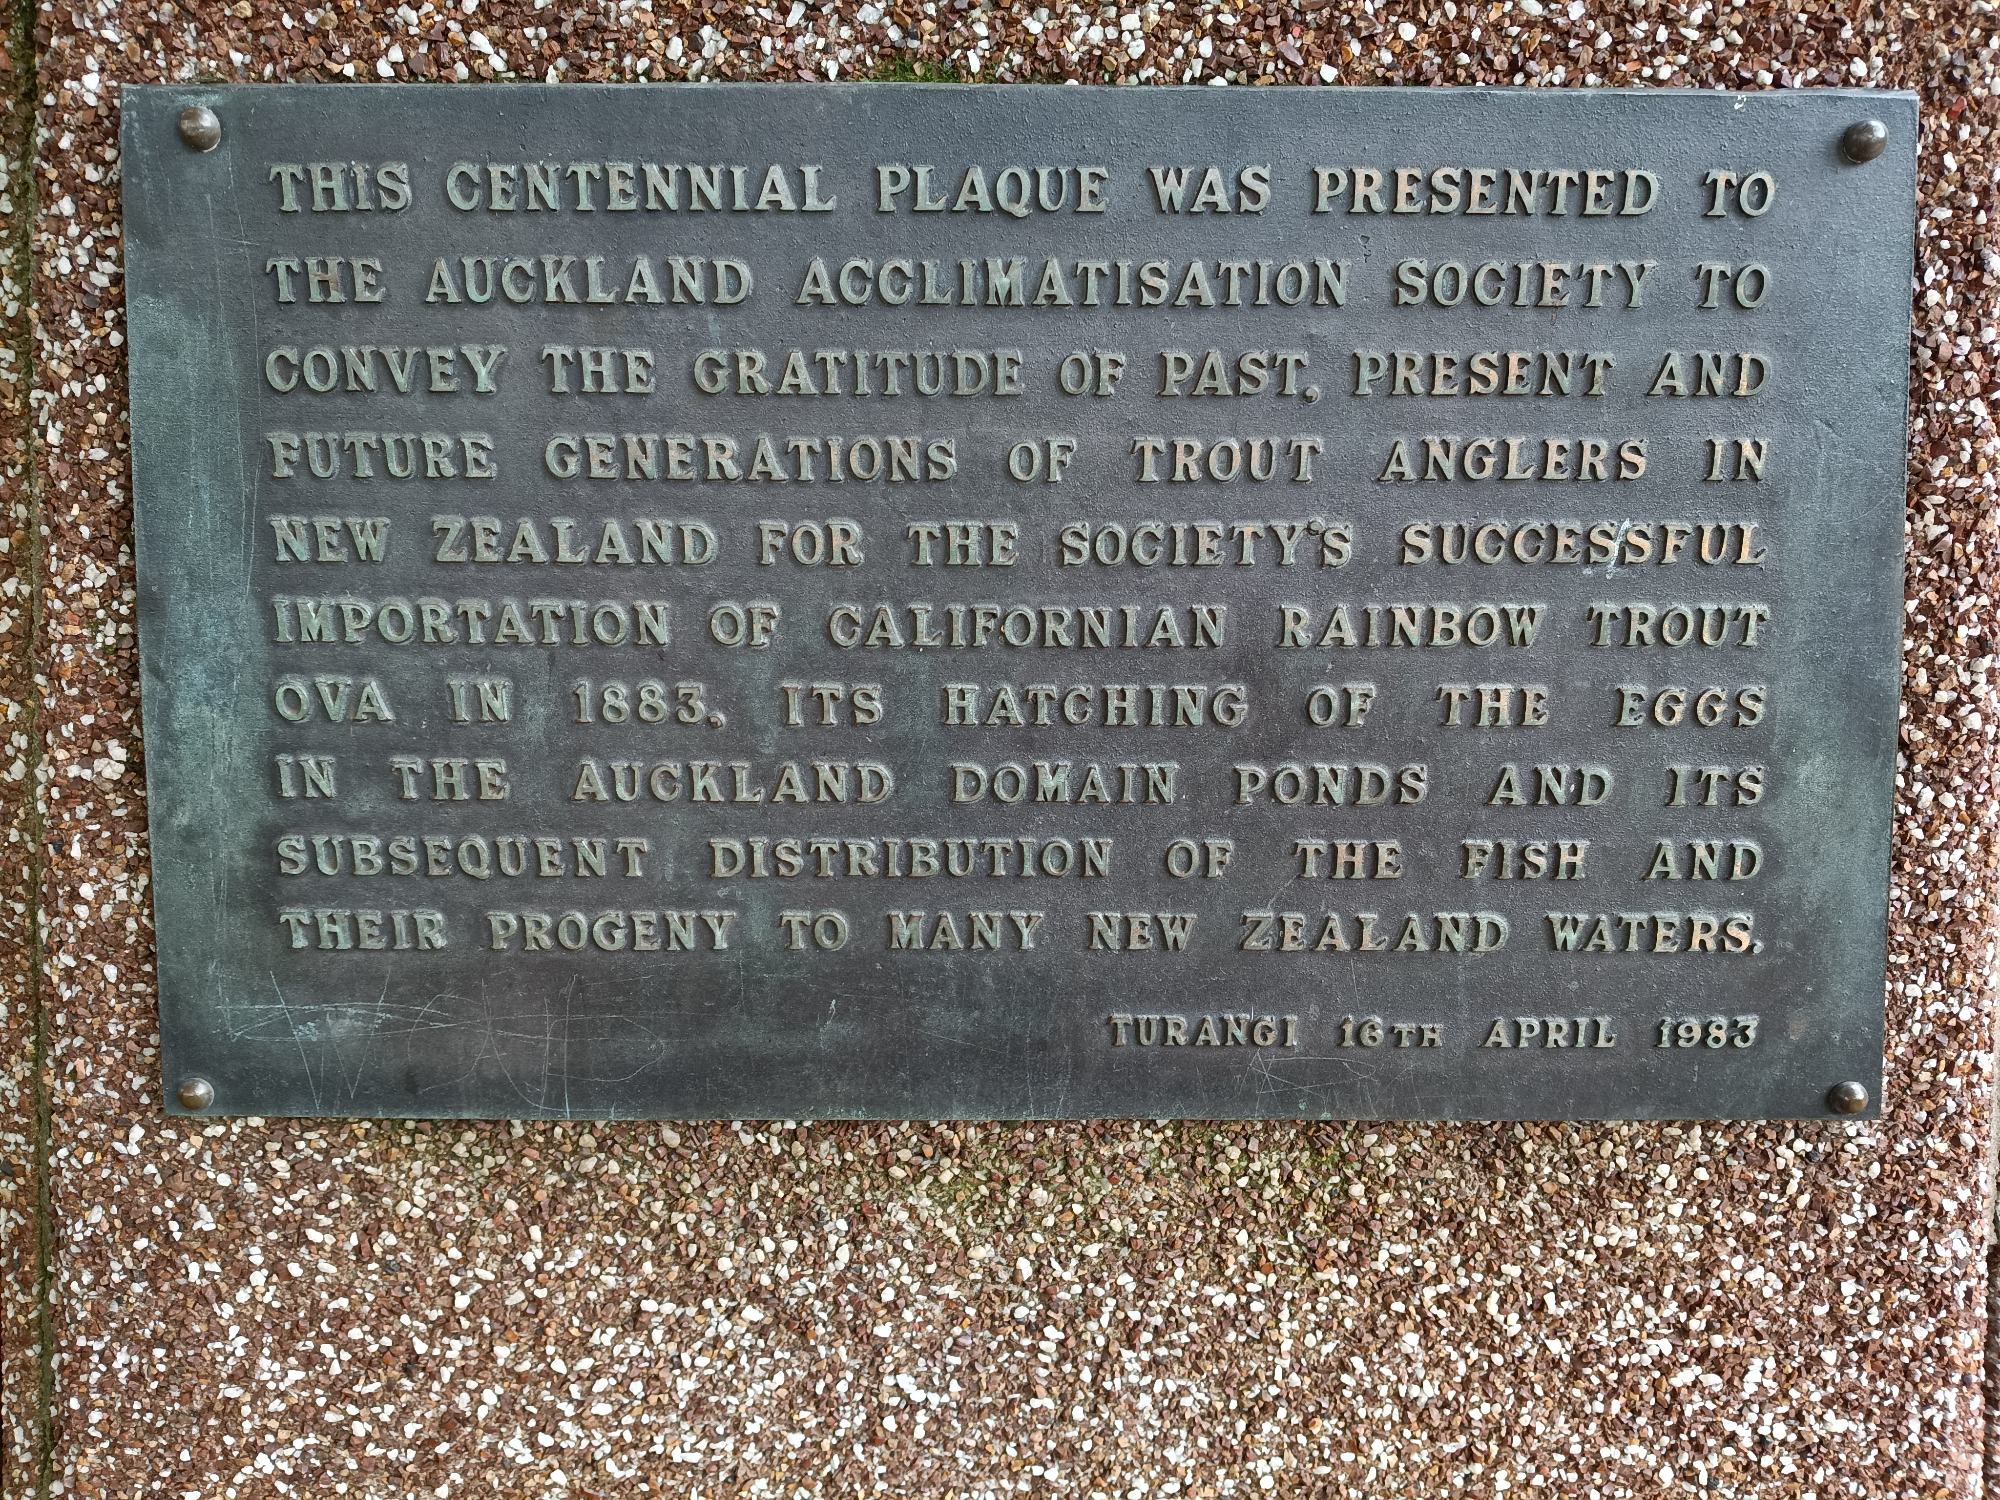 THIS CENTENNIAL PLAQUE WAS PRESENTED TO
THE AUCKLAND ACCLIMATISATION SOCIETY TO
CONVEY THE GRATITUDE OF PAST, PRESENT AND
FUTURE GENERATIONS OF TROUT ANGLERS IN
NEW ZEALAND FOR THE SOCIETY'S SUCCESSFUL
IMPORTATION OF CALIFORNIAN RAINBOW TROUT
OVA IN 1883, ITS HATCHING OF THE EGGS
IN THE AUCKLAND DOMAIN PONDS AND ITS
SUBSEQUENT DISTRIBUTION OF THE FISH AND
THEIR PROGENY TO MANY NEW ZEALAND WATERS.
TURANGI 16TH APRIL 1983